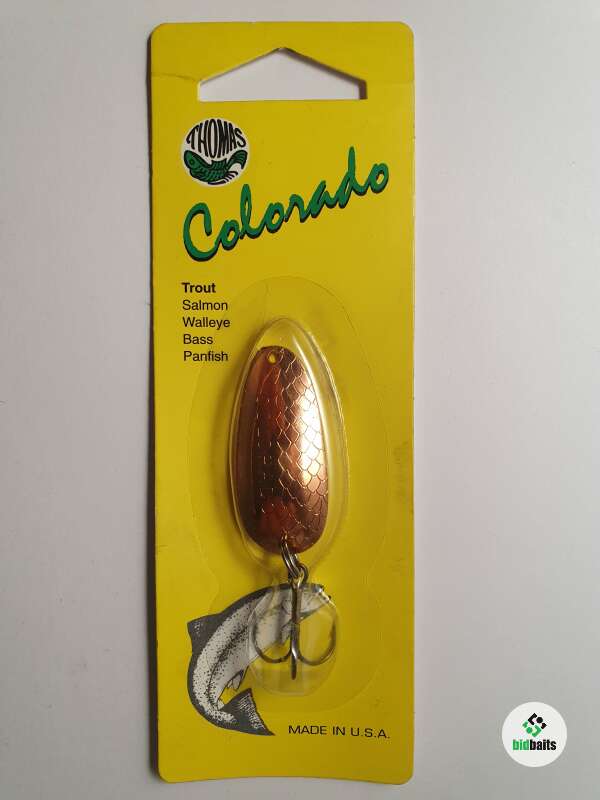 THOMAS
Colorado
Trout
Salmon
Walleye
Bass
Panfish
MADE IN U.S.A.
bidbaits